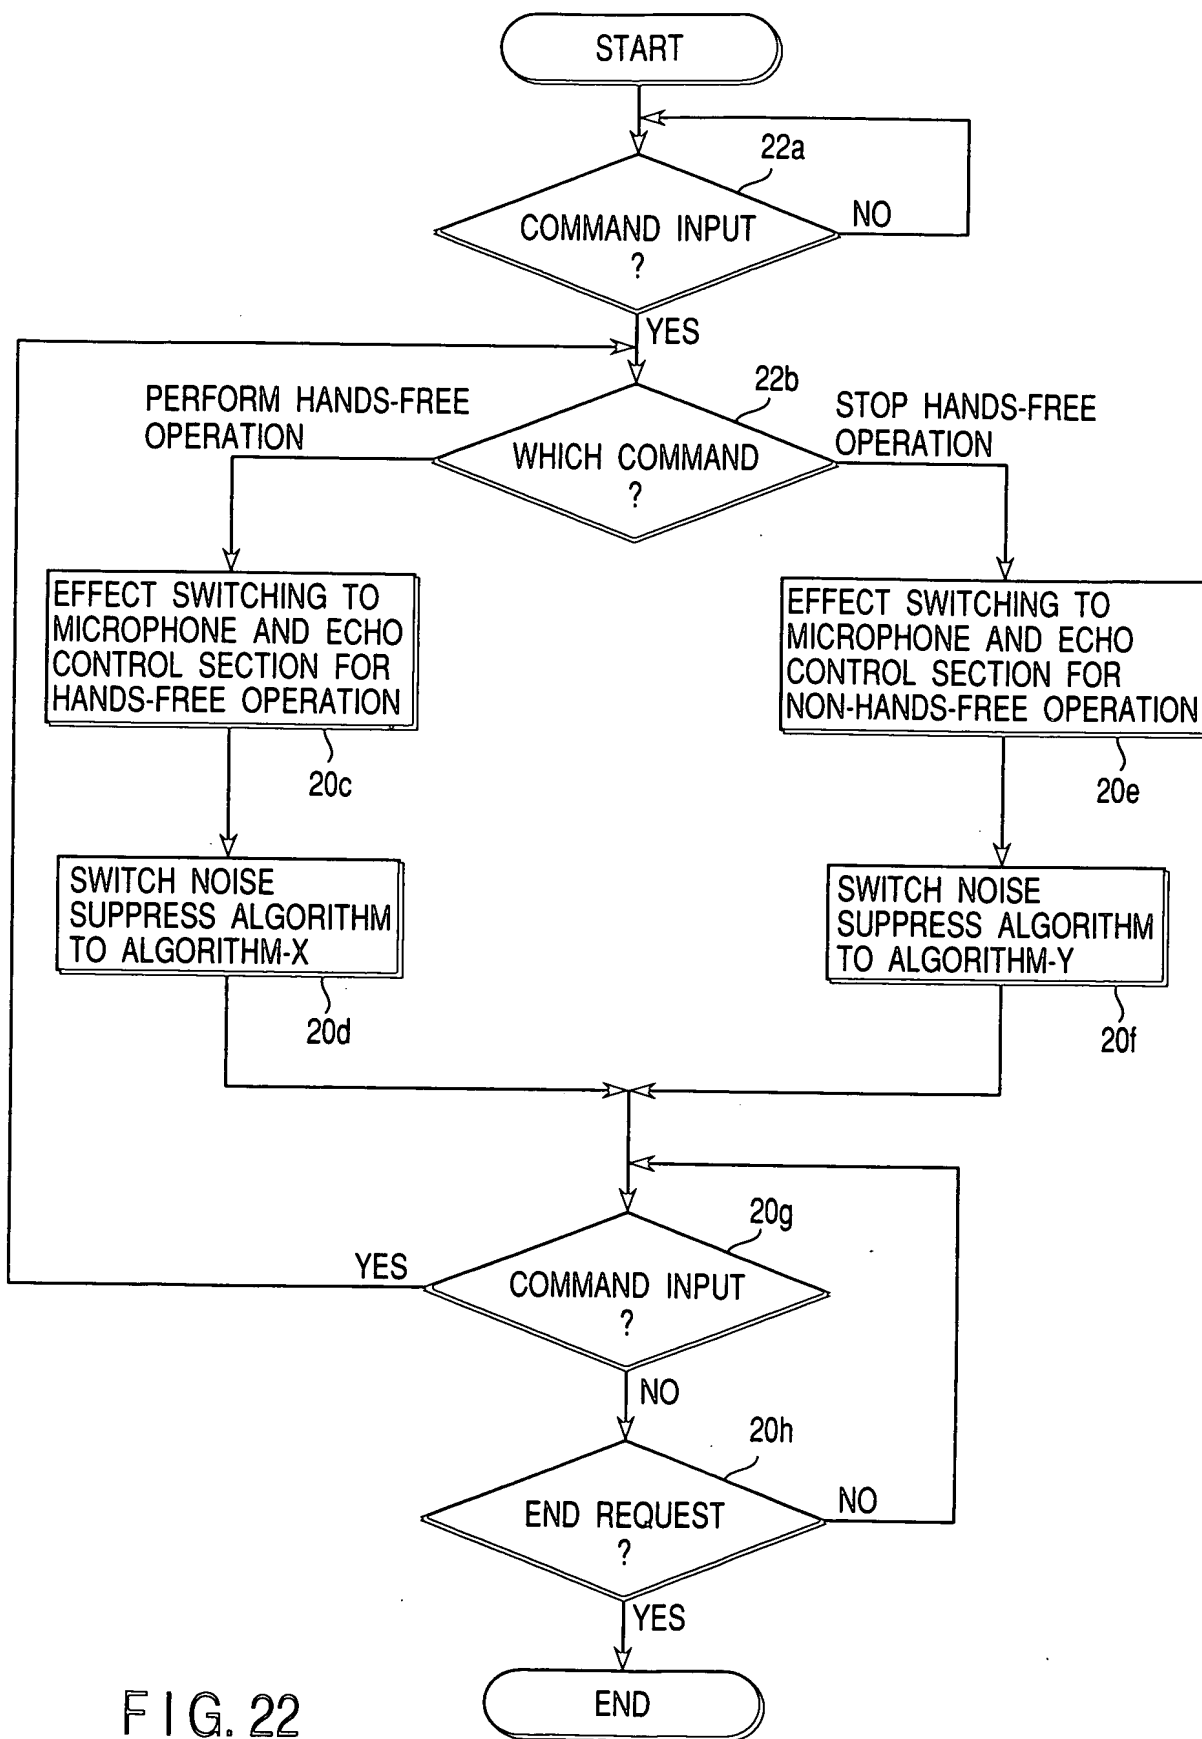 START
22a
COMMAND INPUT
?
NO
YES
22b
PERFORM HANDS-FREE
OPERATION
WHICH COMMAND
?
STOP HANDS-FREE
OPERATION
EFFECT SWITCHING TO
MICROPHONE AND ECHO
CONTROL SECTION FOR
HANDS-FREE OPERATION
20c
EFFECT SWITCHING TO
MICROPHONE AND ECHO
CONTROL SECTION FOR
NON-HANDS-FREE OPERATION
20e
SWITCH NOISE
SUPPRESS ALGORITHM
TO ALGORITHM-X
20d
SWITCH NOISE
SUPPRESS ALGORITHM
TO ALGORITHM-Y
20f
20g
YES
COMMAND INPUT
?
NO
20h
END REQUEST
?
NO
YES
END
FIG. 22